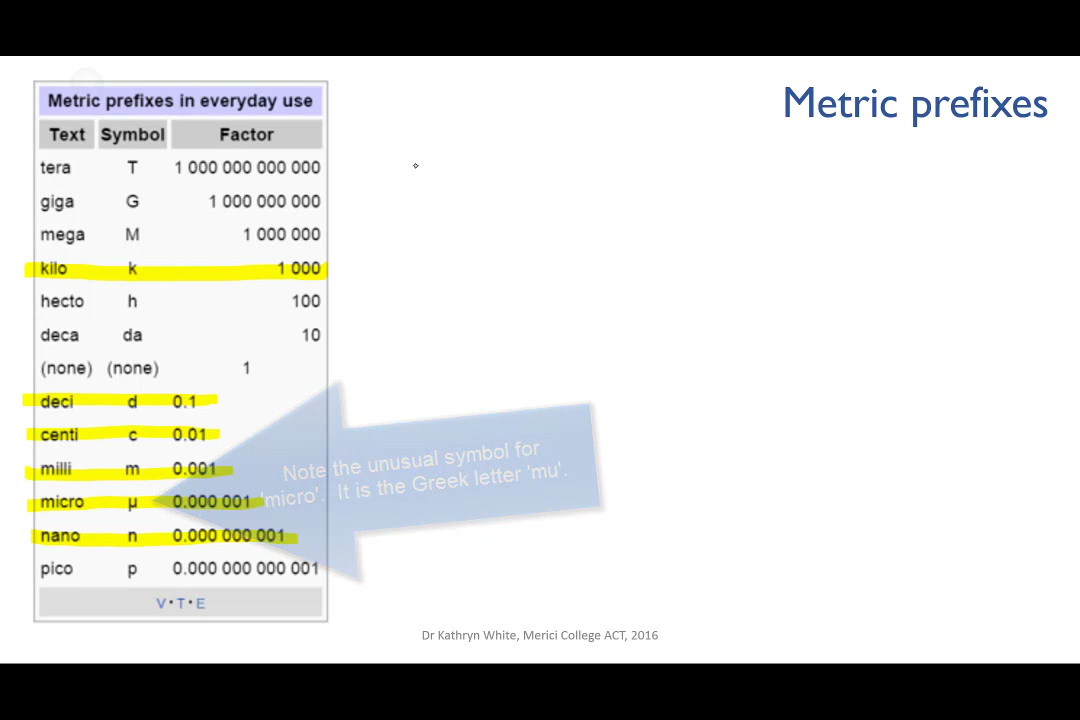 Metric prefixes
Metric prefixes in everyday use
Text Symbol Factor
tera T 1 000 000 000 000
giga G 1 000 000 000
mega M 1 000 000
kilo k 1 000
hecto h 100
deca da 10
(none) (none) 1
deci d 0.1
centi c 0.01
milli m 0.001
micro μ 0.000 001
nano n 0.000 000 001
pico p 0.000 000 000 001
V·T·E
Note the unusual symbol for
'micro'. It is the Greek letter 'mu'.
Dr Kathryn White, Merici College ACT, 2016